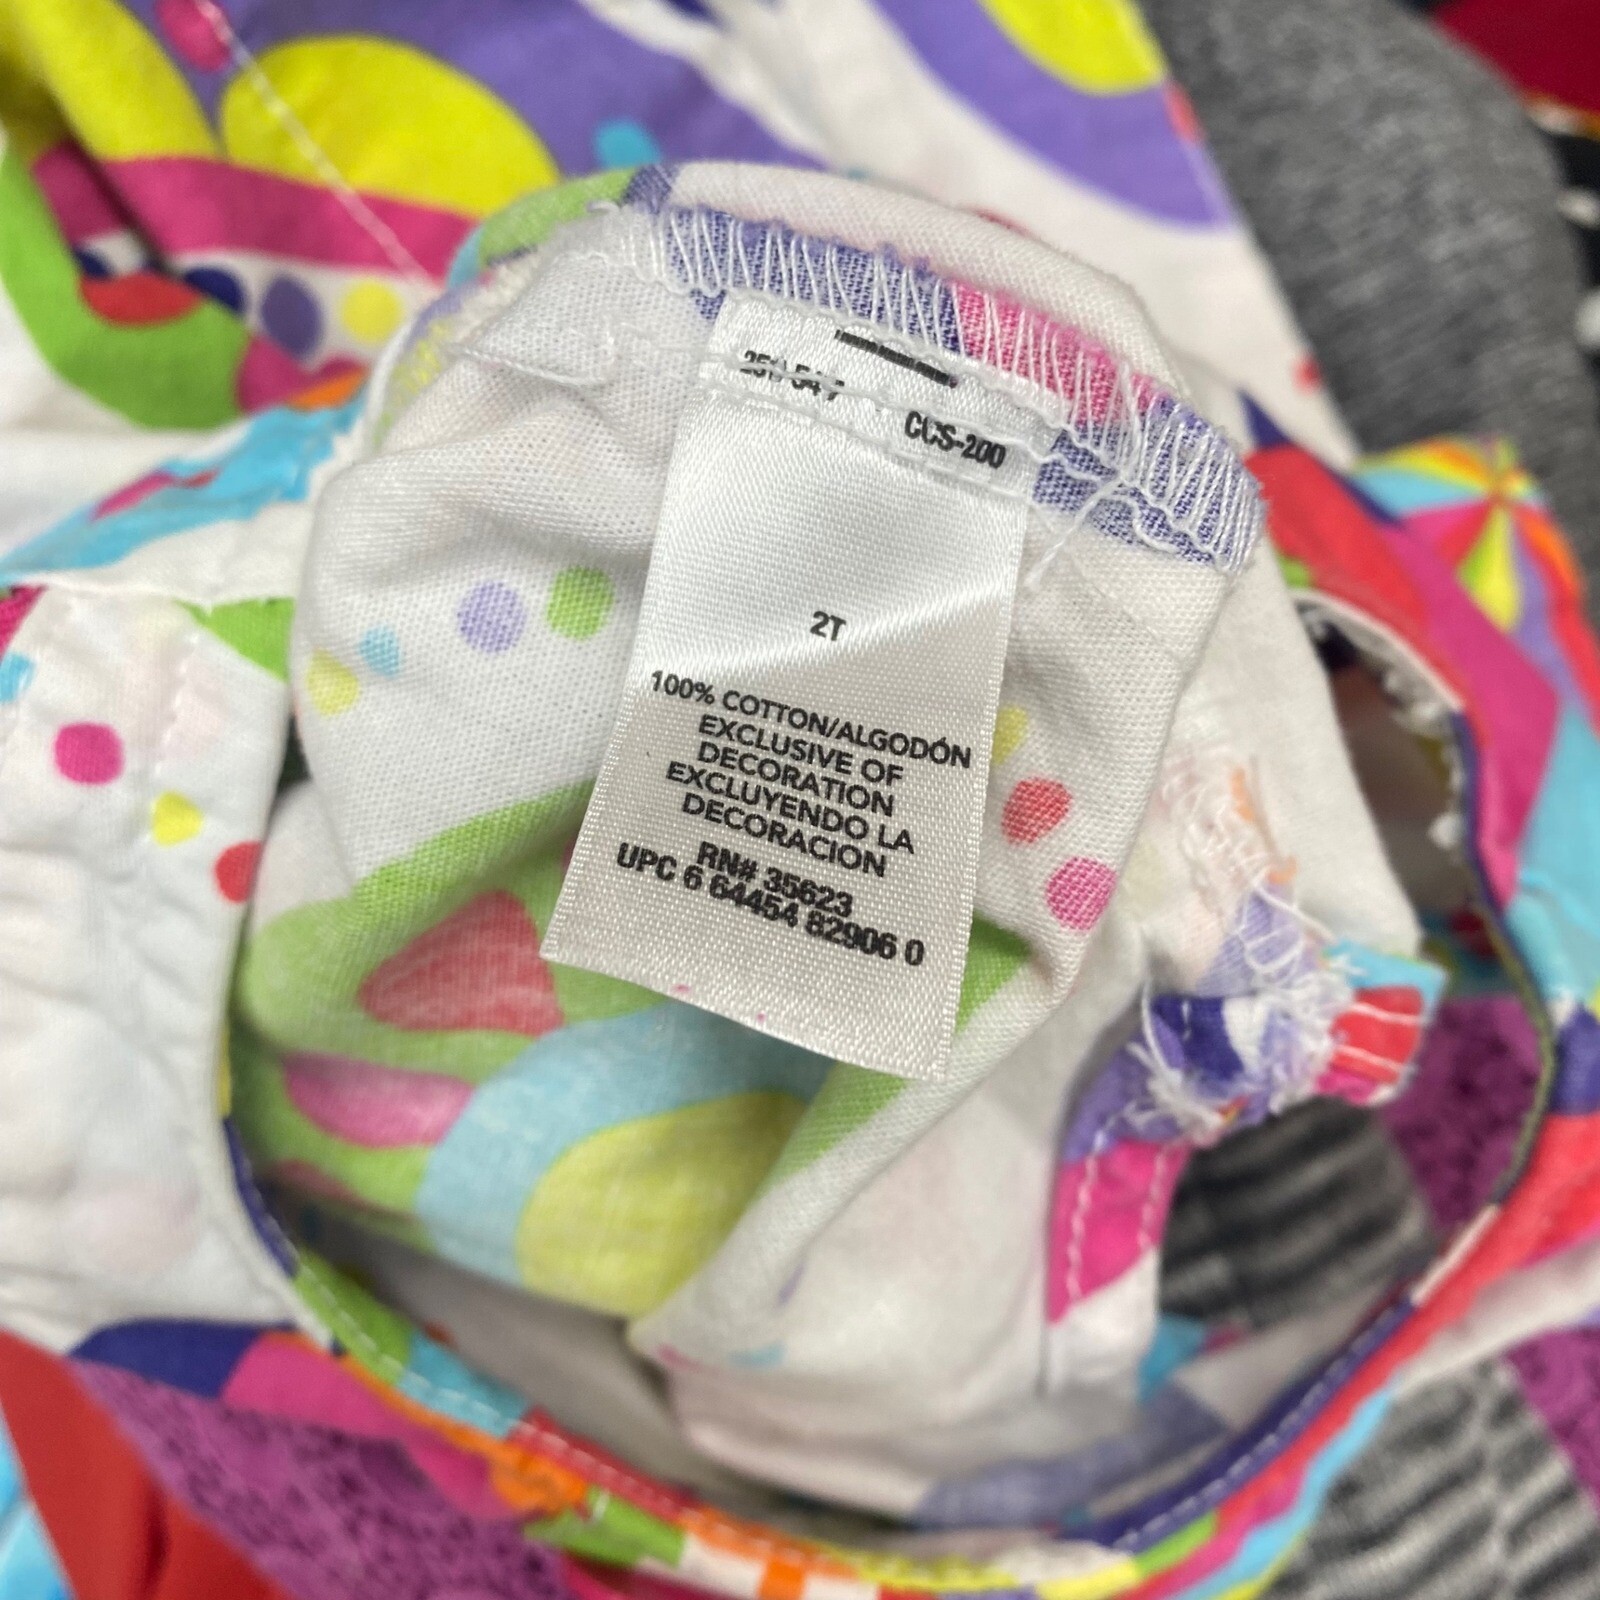 CCS-200
2T
100% COTTON/ALGODÓN
EXCLUSIVE OF
DECORATION
EXCLUYENDO LA
DECORACION
RN# 35623
UPC 6 64454 82906 0